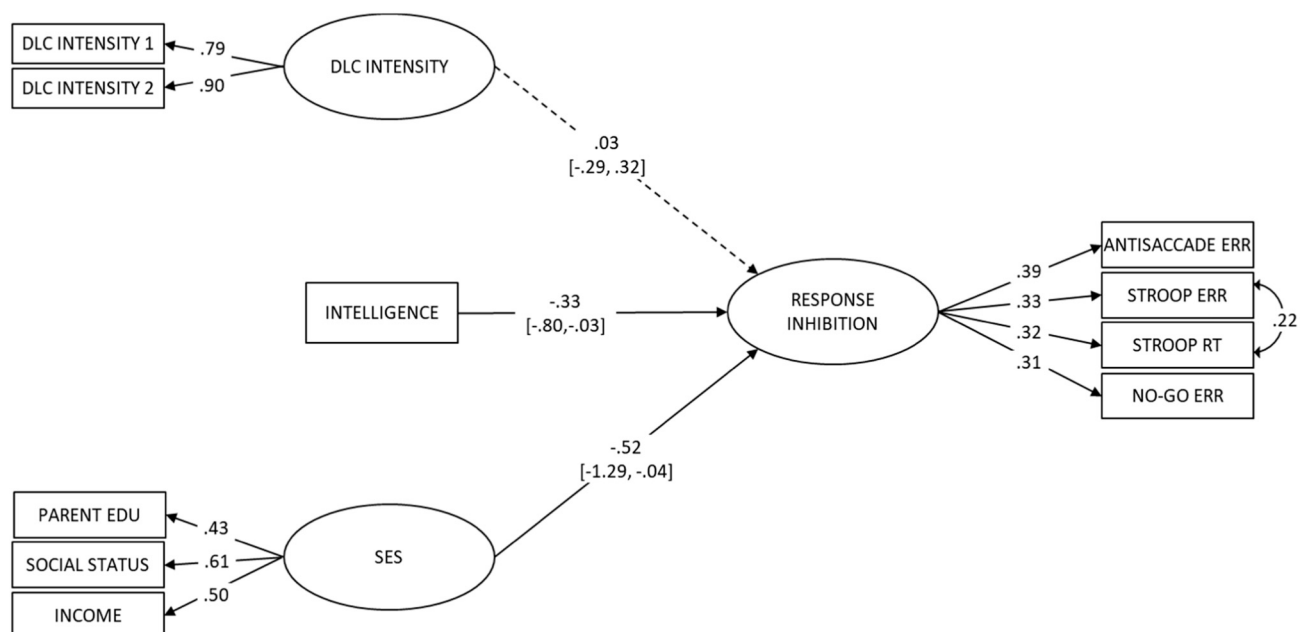 DLC INTENSITY 1
DLC INTENSITY 2
.79
.90
DLC INTENSITY
.03
[-.29, .32]
INTELLIGENCE
-.33
[-.80,-.03]
RESPONSE
INHIBITION
.39
.33
.32
.31
ANTISACCADE ERR
STROOP ERR
STROOP RT
NO-GO ERR
.22
-.52
[-1.29, -.04]
PARENT EDU
SOCIAL STATUS
INCOME
.43
.61
.50
SES